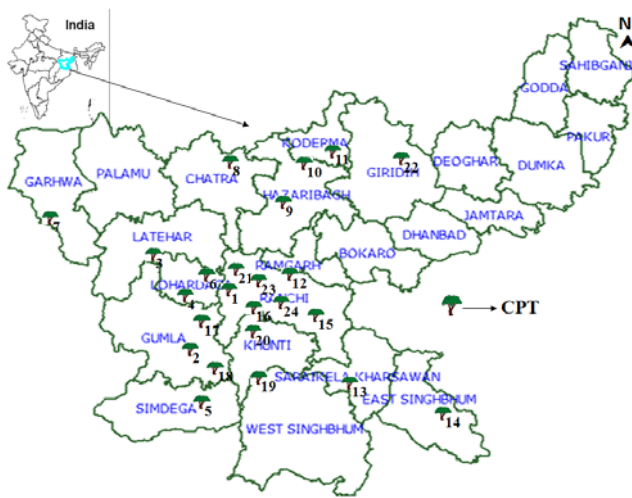 India
N
SAHIBGANJ
GODDA
KODERMA
11
PAKUR
10
22
DEOGHAR
DUMKA
GARHWA
PALAMU
CHATRA
8
GIRIDIH
HAZARIBAGH
9
JAMTARA
7
DHANBAD
LATEHAR
3
BOKARO
RAMGARH
6
21
12
LOHARDAGA
1
23
4
RANCHI
24
CPT
16
15
17
GUMLA
20
KHUNTI
2
18
19
SARAIKELA KHARSAWAN
13
SIMDEGA
5
EAST SINGHBHUM
14
WEST SINGHBHUM